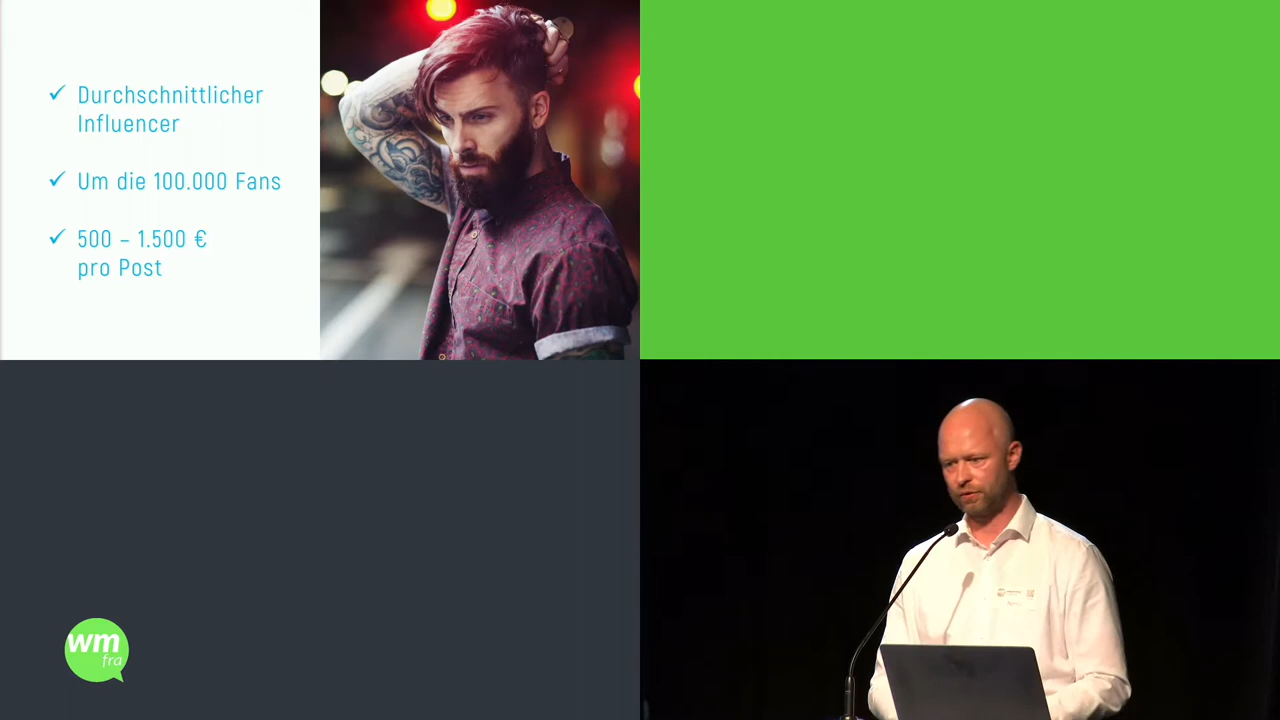 ✓ Durchschnittlicher
Influencer
✓ Um die 100.000 Fans
✓ 500 – 1.500 €
pro Post
wm
fra